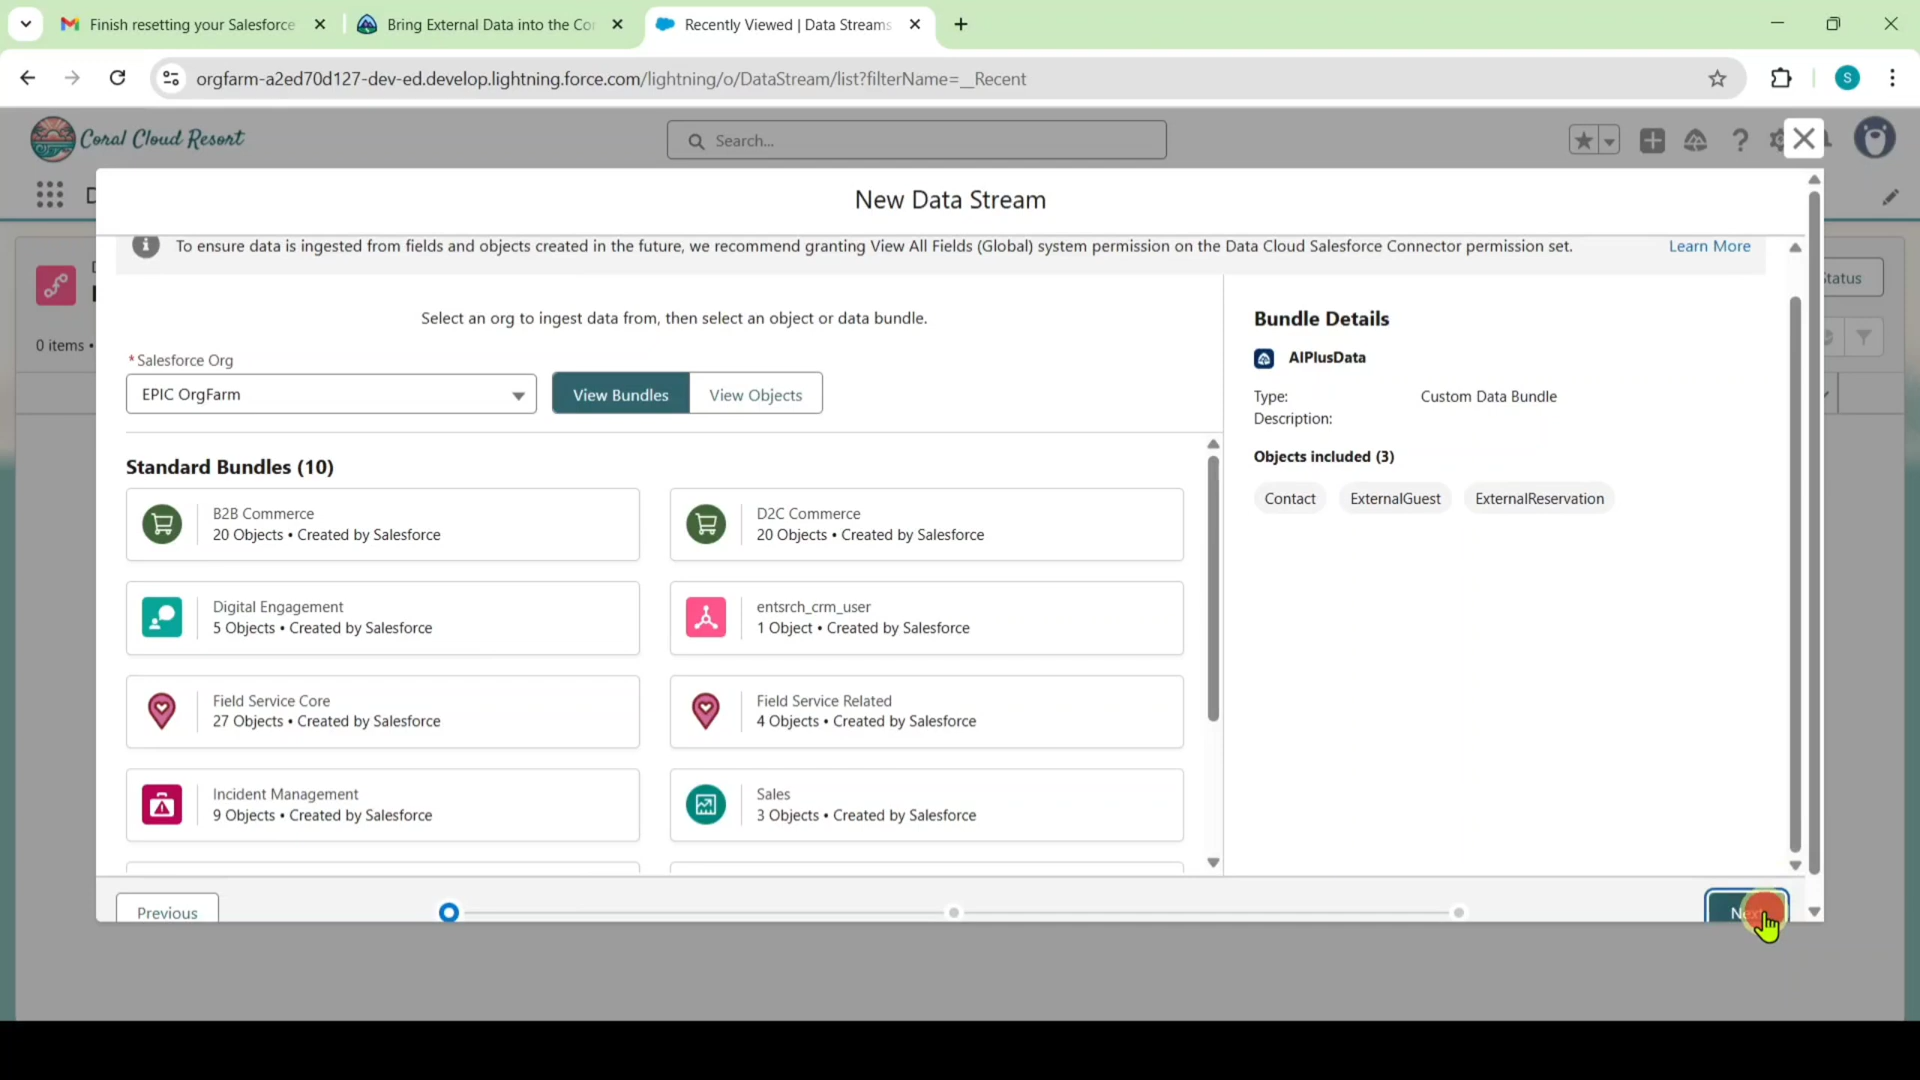 Finish resetting your Salesforce
Bring External Data into the Cor
Recently Viewed | Data Streams
orgfarm-a2ed70d127-dev-ed.develop.lightning.force.com/lightning/o/DataStream/list?filterName=__Recent
S
Coral Cloud Resort
Search...
New Data Stream
To ensure data is ingested from fields and objects created in the future, we recommend granting View All Fields (Global) system permission on the Data Cloud Salesforce Connector permission set.
Learn More
Status
0 items •
Select an org to ingest data from, then select an object or data bundle.
*Salesforce Org
EPIC OrgFarm
View Bundles
View Objects
Standard Bundles (10)
B2B Commerce
20 Objects • Created by Salesforce
D2C Commerce
20 Objects • Created by Salesforce
Digital Engagement
5 Objects • Created by Salesforce
entsrch_crm_user
1 Object • Created by Salesforce
Field Service Core
27 Objects • Created by Salesforce
Field Service Related
4 Objects • Created by Salesforce
Incident Management
9 Objects • Created by Salesforce
Sales
3 Objects • Created by Salesforce
Bundle Details
AIPlusData
Type: Custom Data Bundle
Description:
Objects included (3)
Contact
ExternalGuest
ExternalReservation
Previous
Next